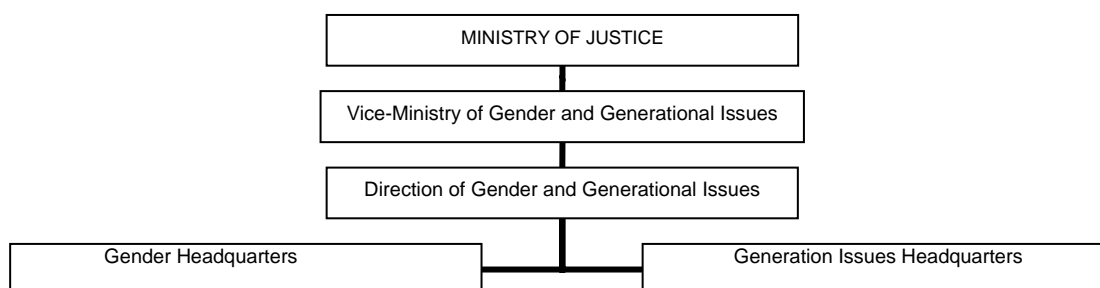 MINISTRY OF JUSTICE
Vice-Ministry of Gender and Generational Issues
Direction of Gender and Generational Issues
Gender Headquarters
Generation Issues Headquarters